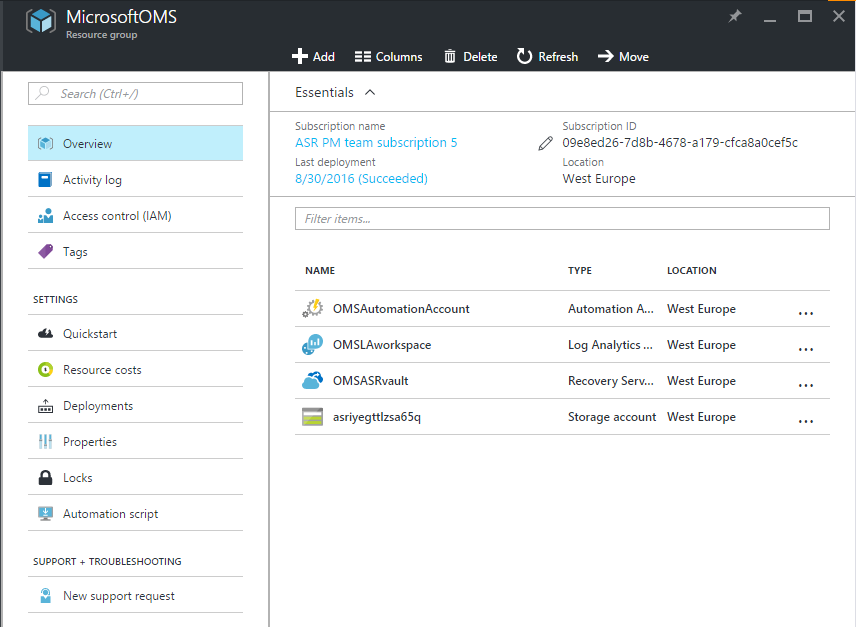 MicrosoftOMS
Resource group
Add Columns Delete Refresh Move
Search (Ctrl+/)
Overview
Activity log
Access control (IAM)
Tags
SETTINGS
Quickstart
Resource costs
Deployments
Properties
Locks
Automation script
SUPPORT + TROUBLESHOOTING
New support request
Essentials
Subscription name
ASR PM team subscription 5
Last deployment
8/30/2016 (Succeeded)
Subscription ID
09e8ed26-7d8b-4678-a179-cfca8a0cef5c
Location
West Europe
Filter items...
NAME TYPE LOCATION
OMSAutomationAccount Automation A... West Europe ...
OMSLAworkspace Log Analytics ... West Europe ...
OMSASRvault Recovery Serv... West Europe ...
asriyegttlzsa65q Storage account West Europe ...